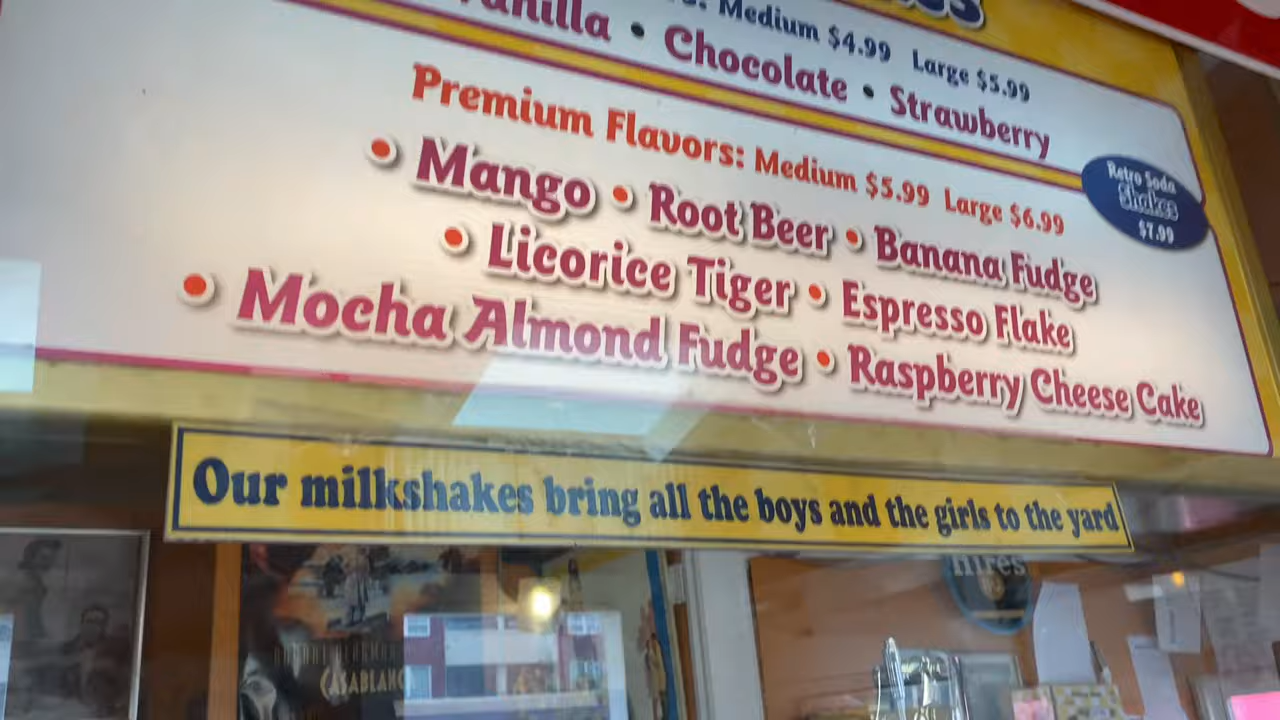 Medium $4.99 Large $5.99
Vanilla • Chocolate • Strawberry
Premium Flavors: Medium $5.99 Large $6.99
• Mango • Root Beer • Banana Fudge
• Licorice Tiger • Espresso Flake
• Mocha Almond Fudge • Raspberry Cheese Cake
Retro Soda
Shakes
$7.99
Our milkshakes bring all the boys and the girls to the yard
Hires
CASABLANC